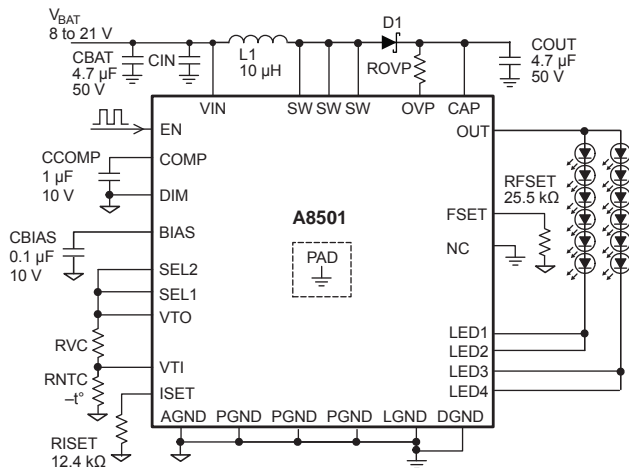 VBAT
8 to 21 V
CBAT
4.7 µF
50 V
CIN
L1
10 µH
D1
ROVP
COUT
4.7 µF
50 V
VIN
SW SW SW
OVP
CAP
EN
OUT
CCOMP
1 µF
10 V
COMP
DIM
RFSET
25.5 kΩ
A8501
FSET
CBIAS
0.1 µF
10 V
BIAS
PAD
NC
SEL2
SEL1
VTO
RVC
LED1
LED2
LED3
LED4
RNTC
–t°
VTI
ISET
AGND PGND PGND PGND LGND DGND
RISET
12.4 kΩ